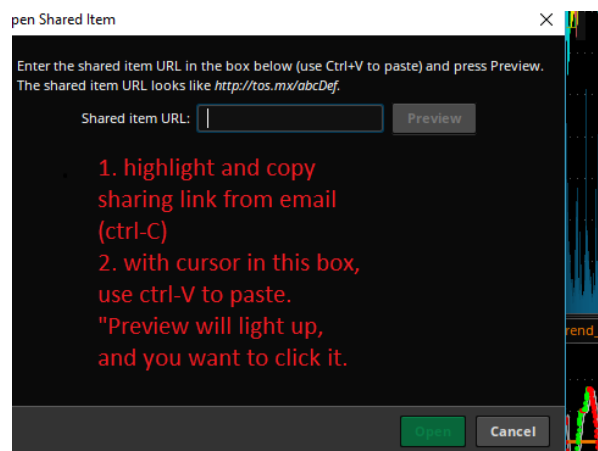 pen Shared Item
Enter the shared item URL in the box below (use Ctrl+V to paste) and press Preview.
The shared item URL looks like http://tos.mx/abcDef.
Shared item URL:
Preview
1. highlight and copy
sharing link from email
(ctrl-C)
2. with cursor in this box,
use ctrl-V to paste.
"Preview will light up,
and you want to click it.
rend_
Open
Cancel